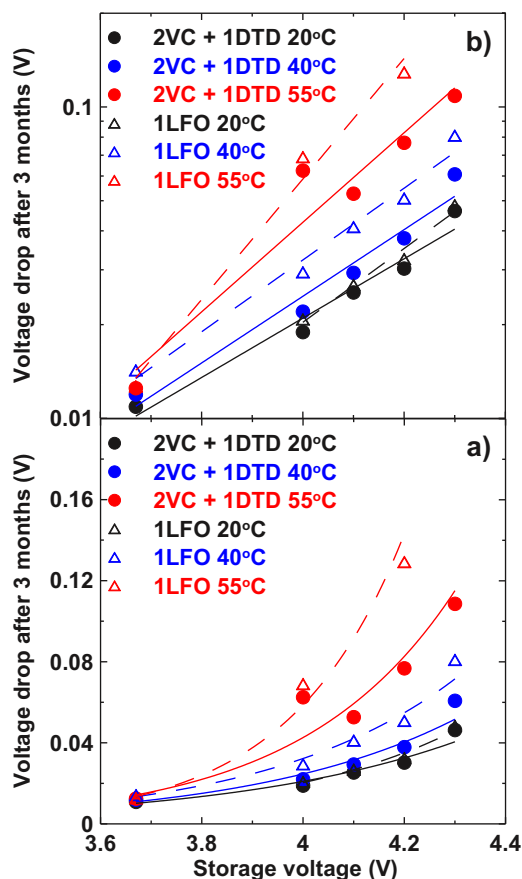 b)
2VC + 1DTD 20°C
2VC + 1DTD 40°C
2VC + 1DTD 55°C
1LFO 20°C
1LFO 40°C
1LFO 55°C
0.1
0.01
Voltage drop after 3 months (V)
a)
2VC + 1DTD 20°C
2VC + 1DTD 40°C
2VC + 1DTD 55°C
1LFO 20°C
1LFO 40°C
1LFO 55°C
0.16
0.12
0.08
0.04
0
Voltage drop after 3 months (V)
3.6 3.8 4 4.2 4.4
Storage voltage (V)